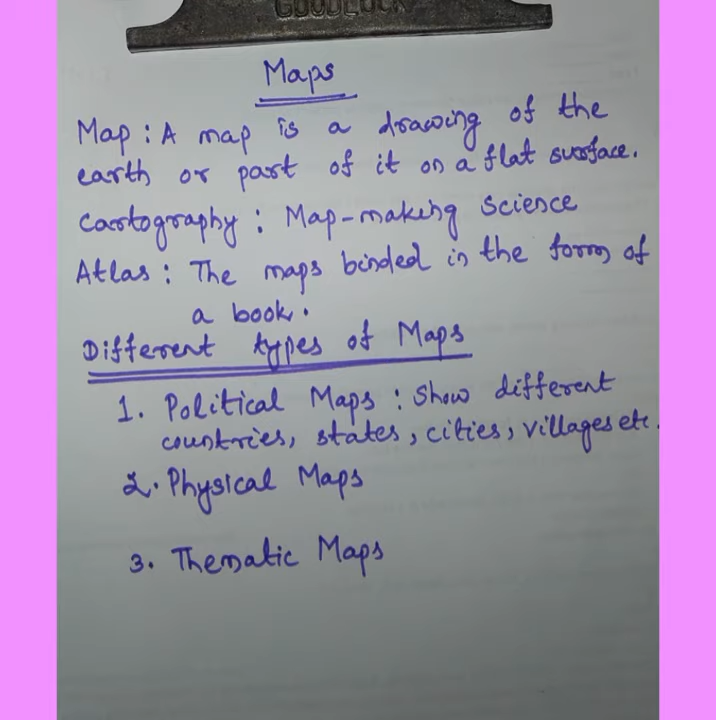 GOODLUCK
Maps
Map : A map is a drawing of the
earth or part of it on a flat surface.
Cartography : Map-making science
Atlas : The maps binded in the form of
a book.
Different types of Maps
1. Political Maps : Show different
countries, states, cities, villages etc.
2. Physical Maps
3. Thematic Maps